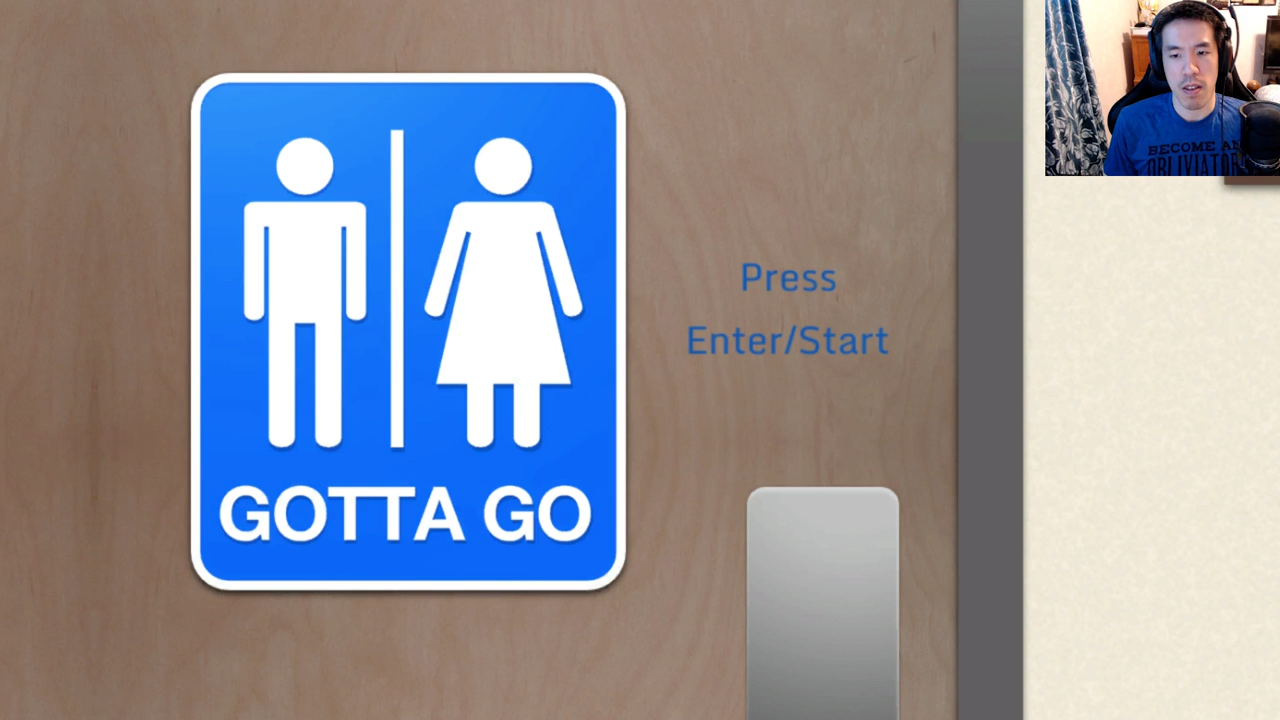 GOTTA GO
Press
Enter/Start
BECOME AN
OBLIVIATOR